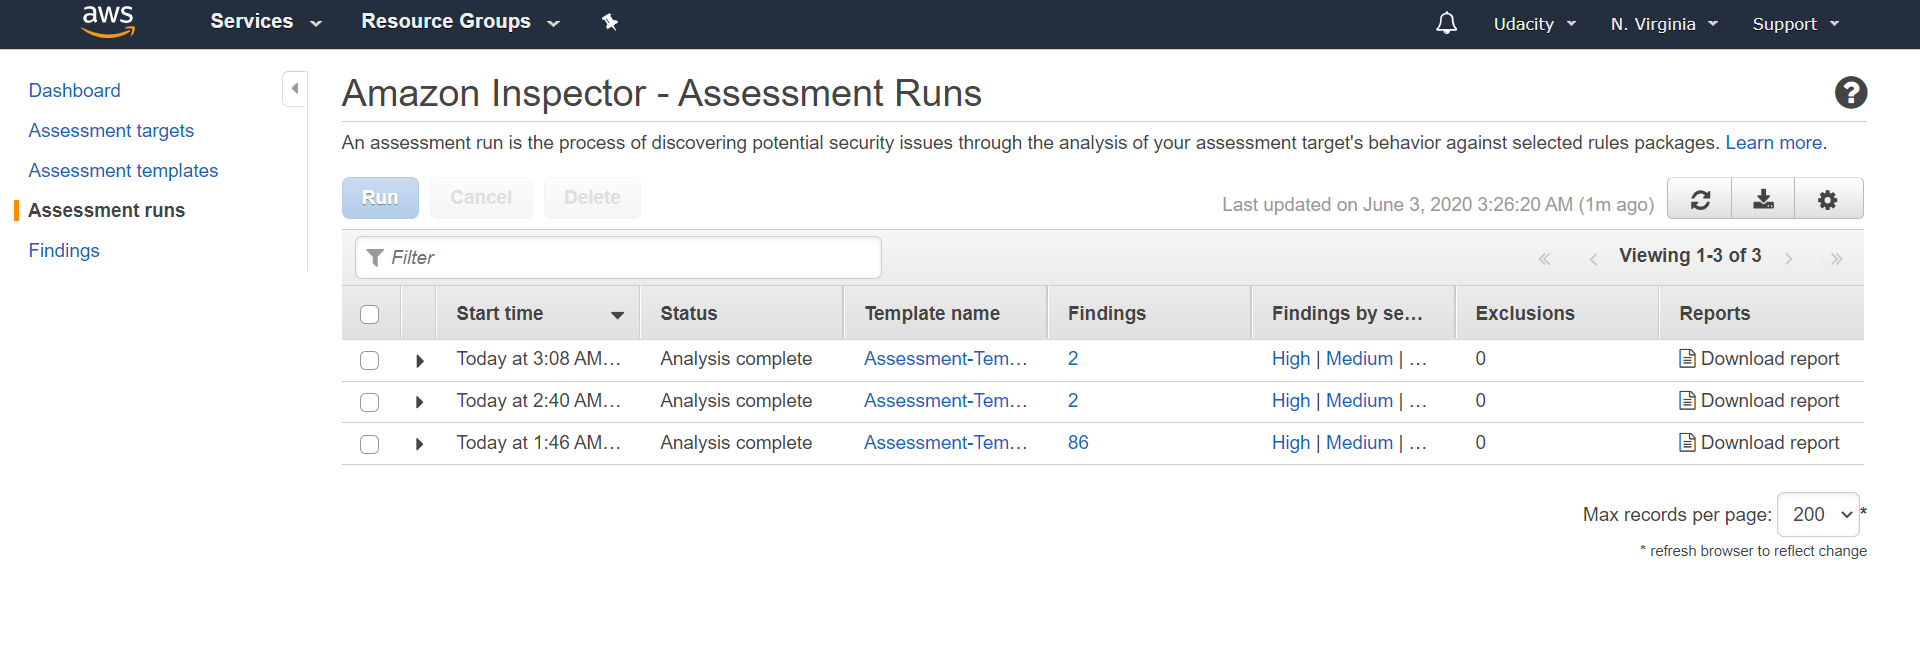 aws Services Resource Groups Udacity N. Virginia Support
Dashboard
Assessment targets
Assessment templates
Assessment runs
Findings
Amazon Inspector - Assessment Runs
An assessment run is the process of discovering potential security issues through the analysis of your assessment target's behavior against selected rules packages. Learn more.
Run Cancel Delete
Last updated on June 3, 2020 3:26:20 AM (1m ago)
Filter
« ‹ Viewing 1-3 of 3 › »
Start time Status Template name Findings Findings by se... Exclusions Reports
Today at 3:08 AM... Analysis complete Assessment-Tem... 2 High | Medium | ... 0 Download report
Today at 2:40 AM... Analysis complete Assessment-Tem... 2 High | Medium | ... 0 Download report
Today at 1:46 AM... Analysis complete Assessment-Tem... 86 High | Medium | ... 0 Download report
Max records per page: 200 *
* refresh browser to reflect change